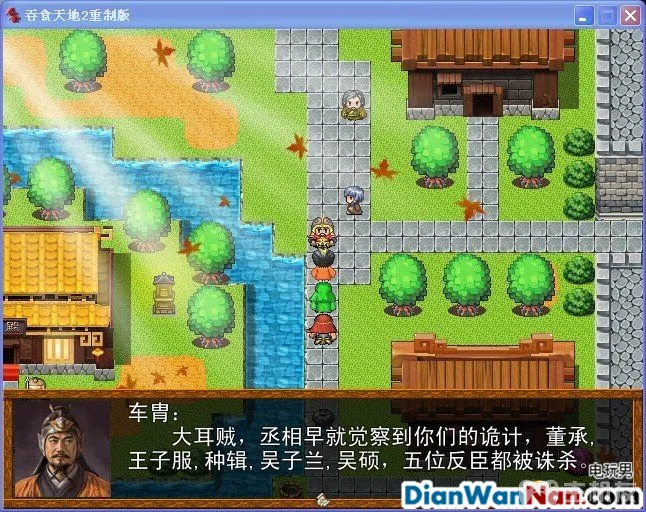 吞食天地2重制版
殿
车胄:
大耳贼，丞相早就觉察到你们的诡计，董承,
王子服,种辑,吴子兰,吴硕，五位反臣都被诛杀。
电玩男
DianWanNan.com